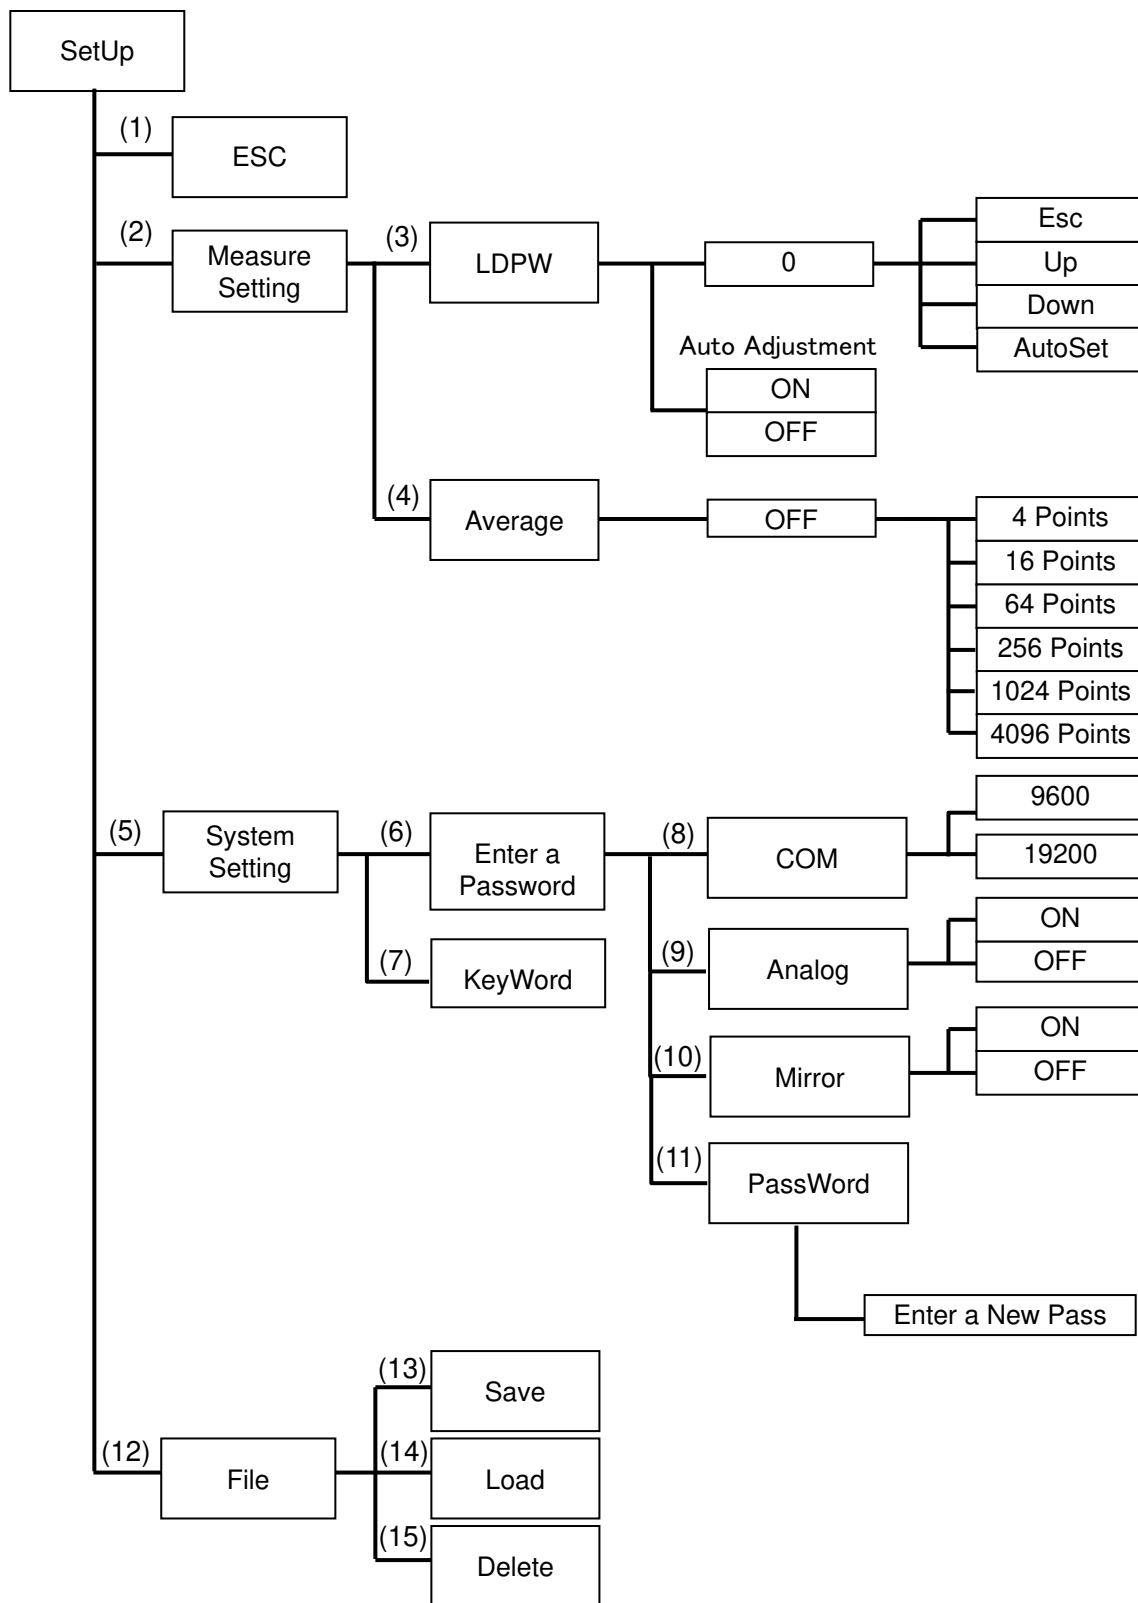 SetUp
(1)
ESC
(2)
Measure
Setting
(3)
LDPW
0
Esc
Up
Down
AutoSet
Auto Adjustment
ON
OFF
(4)
Average
OFF
4 Points
16 Points
64 Points
256 Points
1024 Points
4096 Points
(5)
System
Setting
(6)
Enter a
Password
(8)
COM
9600
19200
(7)
KeyWord
(9)
Analog
ON
OFF
(10)
Mirror
ON
OFF
(11)
PassWord
Enter a New Pass
(12)
File
(13)
Save
(14)
Load
(15)
Delete